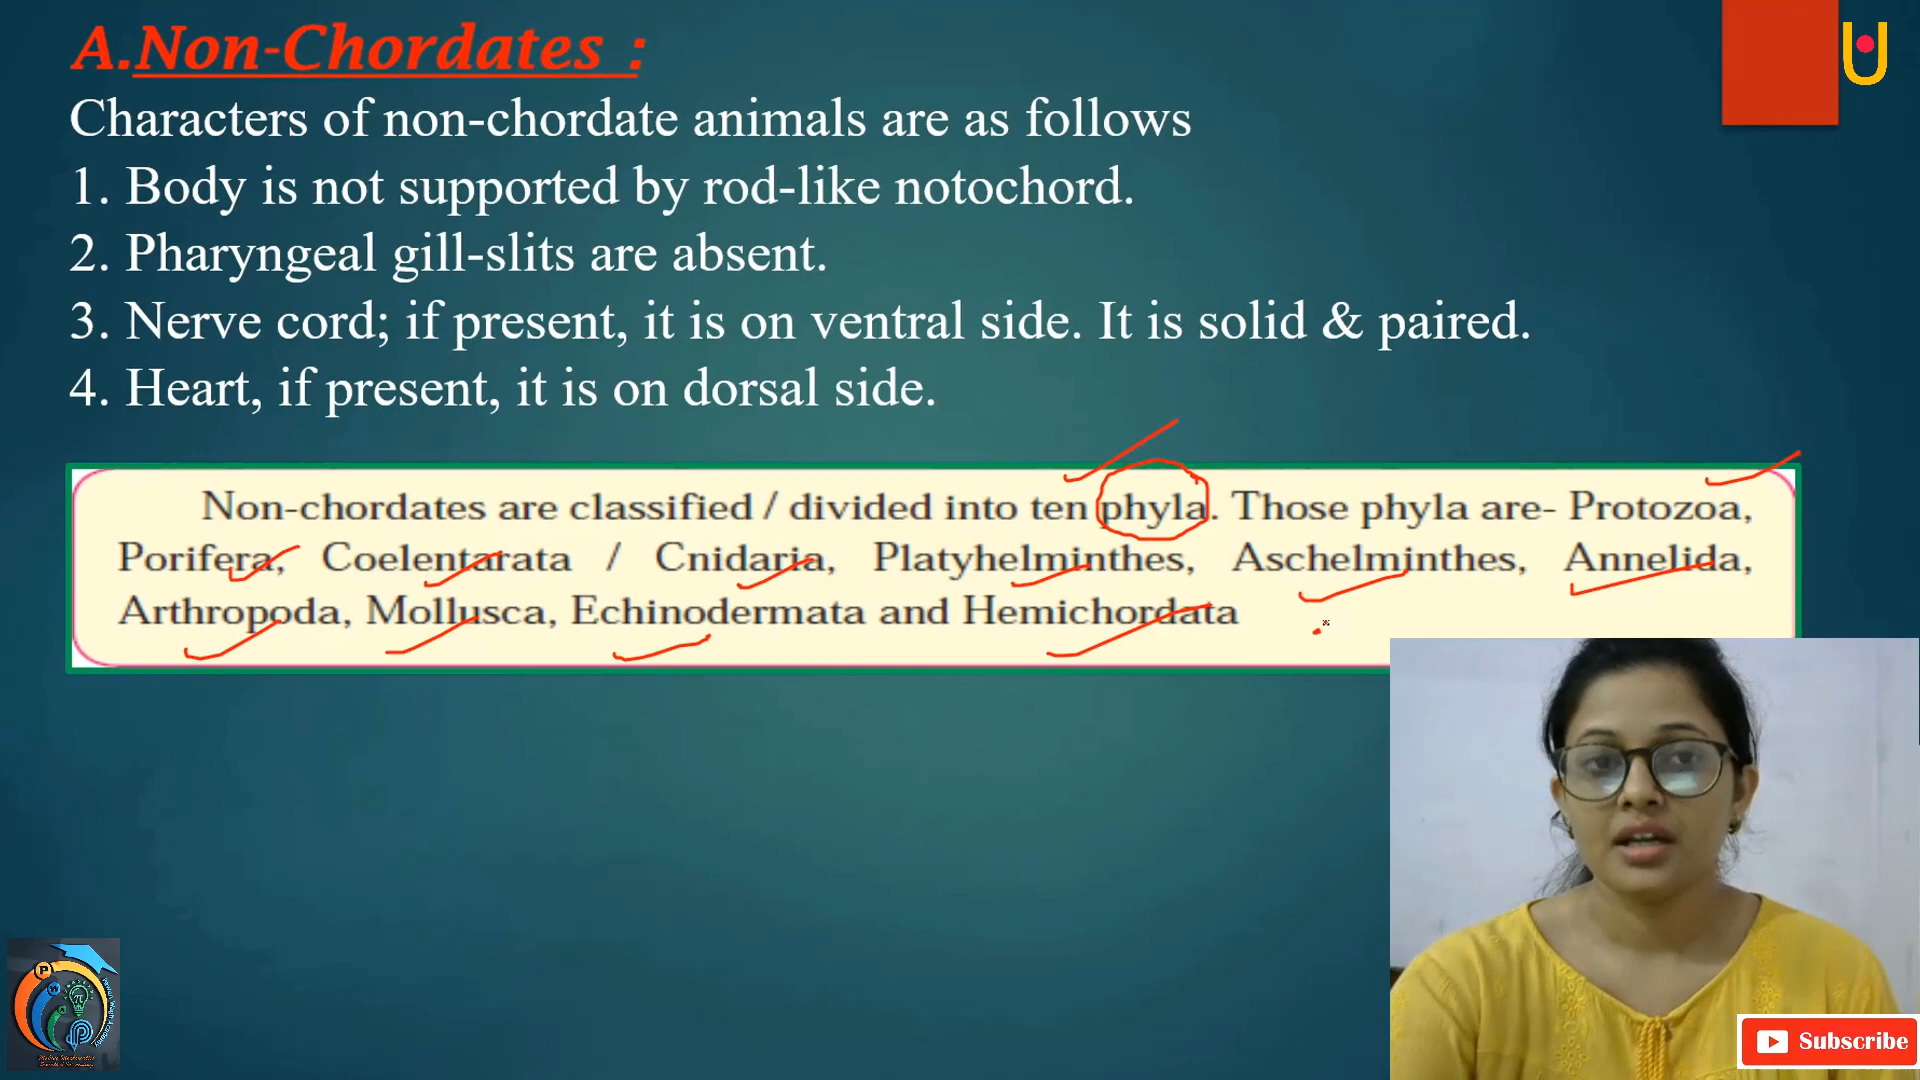 A.Non-Chordates :
Characters of non-chordate animals are as follows
1. Body is not supported by rod-like notochord.
2. Pharyngeal gill-slits are absent.
3. Nerve cord; if present, it is on ventral side. It is solid & paired.
4. Heart, if present, it is on dorsal side.
Non-chordates are classified / divided into ten phyla. Those phyla are- Protozoa,
Porifera, Coelentarata / Cnidaria, Platyhelminthes, Aschelminthes, Annelida,
Arthropoda, Mollusca, Echinodermata and Hemichordata
Subscribe